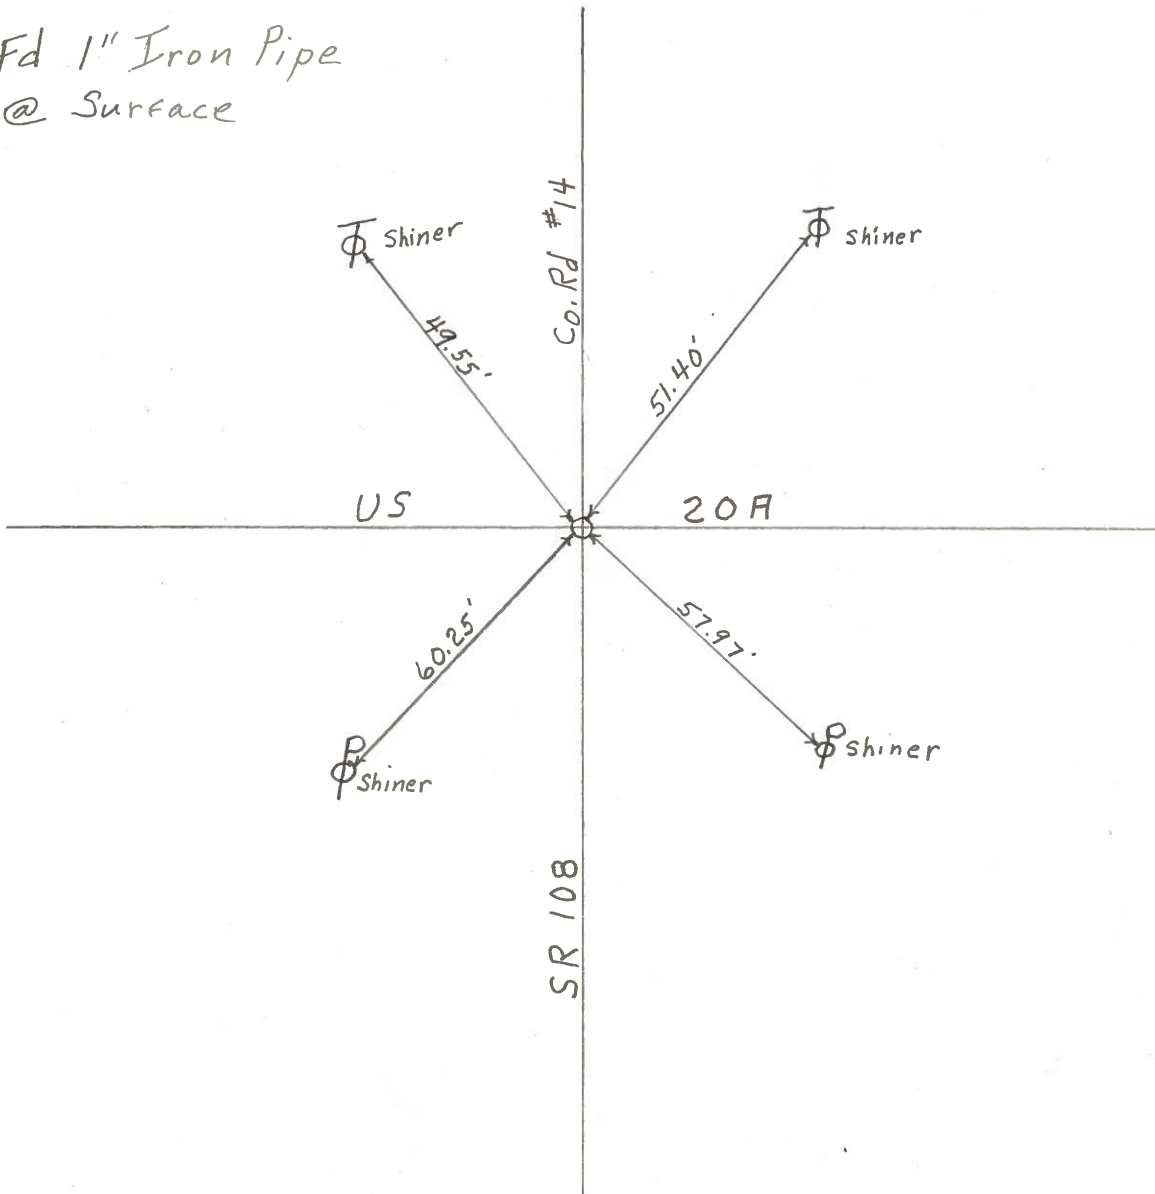 Fd 1" Iron Pipe
@ Surface
Co. Rd #14
T Shiner
T Shiner
49.55'
51.40'
US 20A
60.25'
57.97'
P Shiner
P Shiner
SR 108